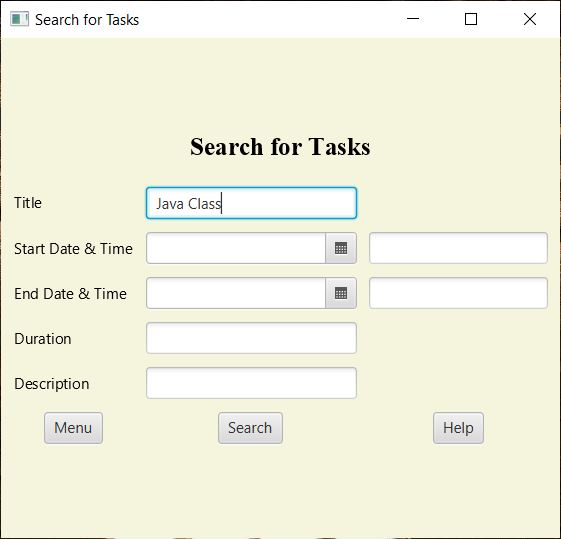 Search for Tasks
Search for Tasks
Title
Java Class
Start Date & Time
End Date & Time
Duration
Description
Menu
Search
Help